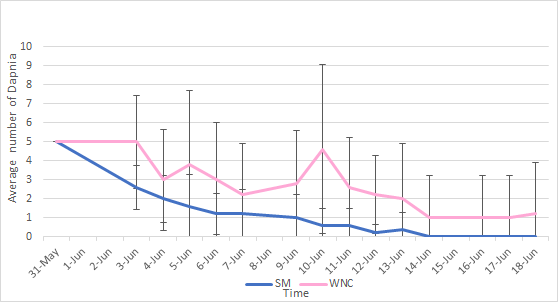 10
9
8
7
6
5
4
3
2
1
0
Average number of Dapnia
31-May
1-Jun
2-Jun
3-Jun
4-Jun
5-Jun
6-Jun
7-Jun
8-Jun
9-Jun
10-Jun
11-Jun
12-Jun
13-Jun
14-Jun
15-Jun
16-Jun
17-Jun
18-Jun
SM WNC
Time